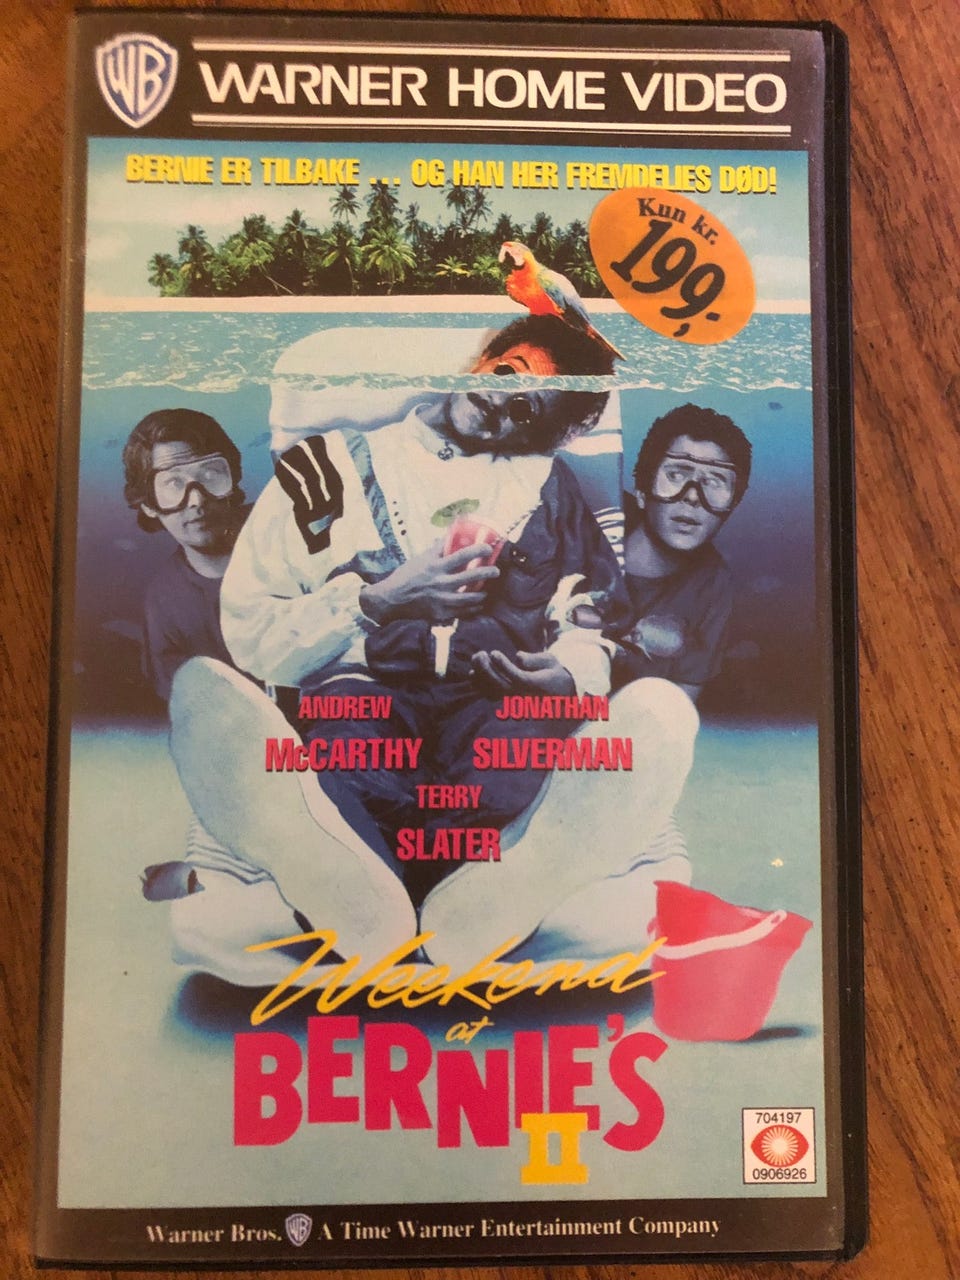 WB
WARNER HOME VIDEO
BERNIE ER TILBAKE ... OG HAN HER FREMDELIES DØD!
Kun kr.
199,-
ANDREW
McCARTHY
JONATHAN
SILVERMAN
TERRY
SLATER
Weekend
at
BERNIE'S
II
704197
0906926
Warner Bros. WB A Time Warner Entertainment Company